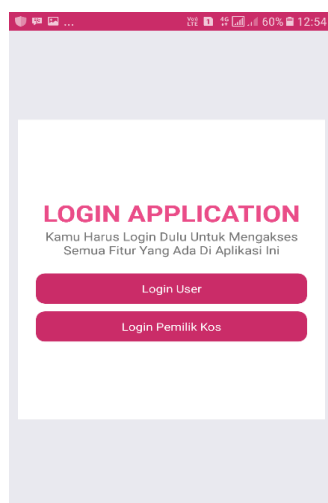 ... 60% 12:54
LOGIN APPLICATION
Kamu Harus Login Dulu Untuk Mengakses
Semua Fitur Yang Ada Di Aplikasi Ini
Login User
Login Pemilik Kos